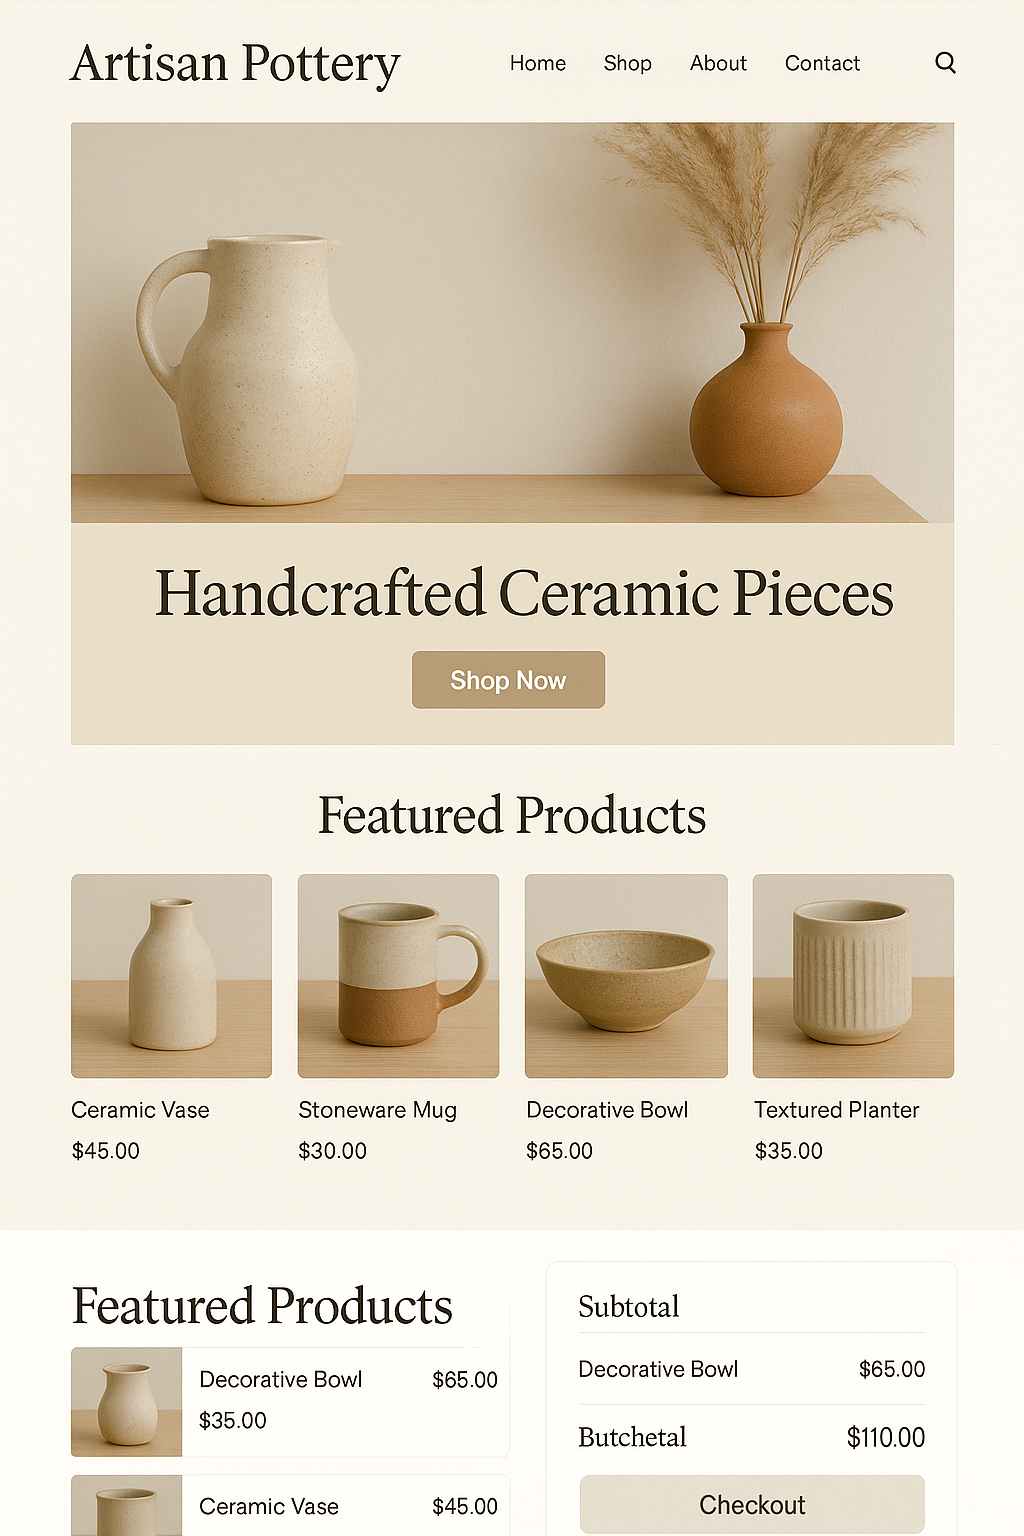 Artisan Pottery
Home Shop About Contact
Handcrafted Ceramic Pieces
Shop Now
Featured Products
Ceramic Vase
$45.00
Stoneware Mug
$30.00
Decorative Bowl
$65.00
Textured Planter
$35.00
Featured Products
Decorative Bowl $65.00
$35.00
Ceramic Vase $45.00
Subtotal
Decorative Bowl $65.00
Butchetal $110.00
Checkout